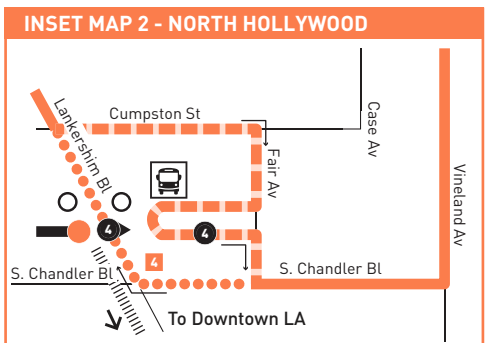 INSET MAP 2 - NORTH HOLLYWOOD
Cumpston St
Lankershim Bl
Case Av
Fair Av
Vineland Av
4
4
4
S. Chandler Bl
S. Chandler Bl
To Downtown LA